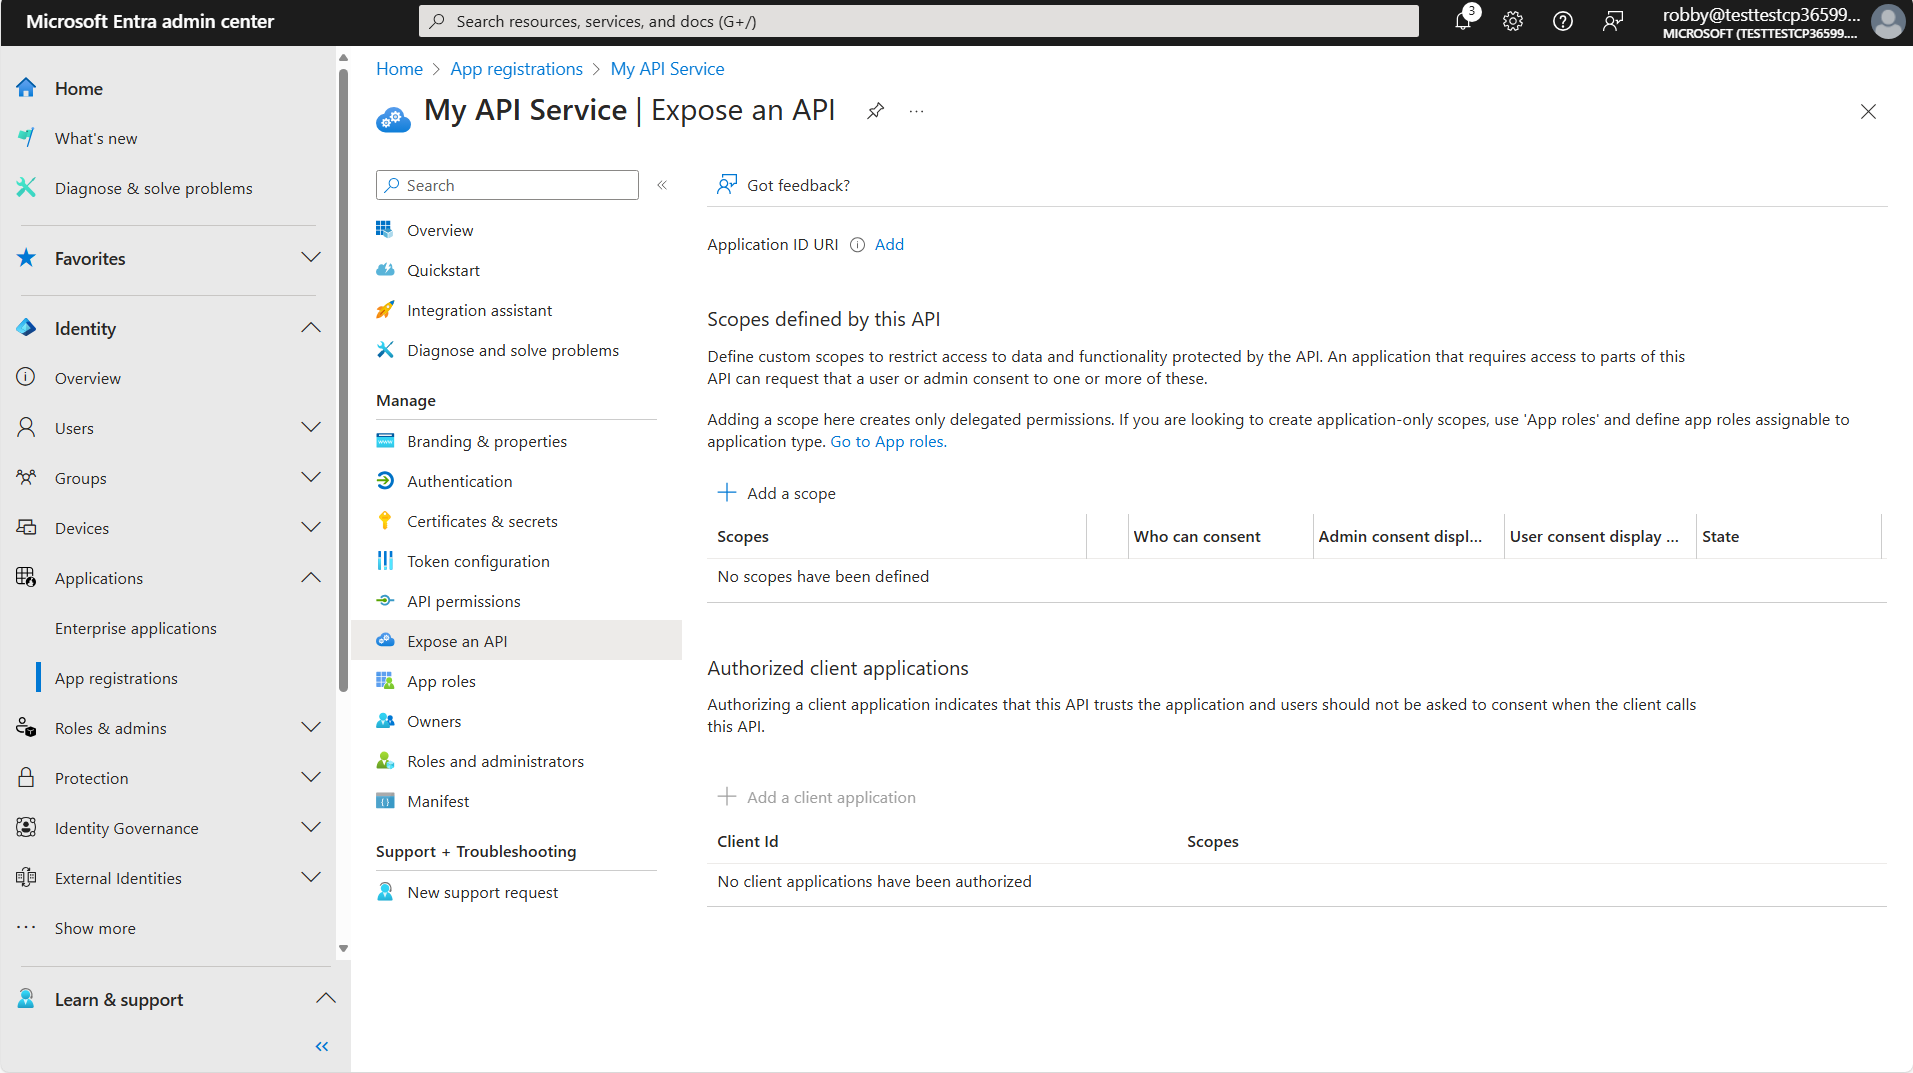 Microsoft Entra admin center
Search resources, services, and docs (G+/)
3
robby@testtestcp36599...
MICROSOFT (TESTTESTCP36599....
Home
What's new
Diagnose & solve problems
Favorites
Identity
Overview
Users
Groups
Devices
Applications
Enterprise applications
App registrations
Roles & admins
Protection
Identity Governance
External Identities
Show more
Learn & support
Home > App registrations > My API Service
My API Service | Expose an API
Search
Overview
Quickstart
Integration assistant
Diagnose and solve problems
Manage
Branding & properties
Authentication
Certificates & secrets
Token configuration
API permissions
Expose an API
App roles
Owners
Roles and administrators
Manifest
Support + Troubleshooting
New support request
Got feedback?
Application ID URI Add
Scopes defined by this API
Define custom scopes to restrict access to data and functionality protected by the API. An application that requires access to parts of this
API can request that a user or admin consent to one or more of these.
Adding a scope here creates only delegated permissions. If you are looking to create application-only scopes, use 'App roles' and define app roles assignable to
application type. Go to App roles.
Add a scope
Scopes Who can consent Admin consent displ... User consent display ... State
No scopes have been defined
Authorized client applications
Authorizing a client application indicates that this API trusts the application and users should not be asked to consent when the client calls
this API.
Add a client application
Client Id Scopes
No client applications have been authorized